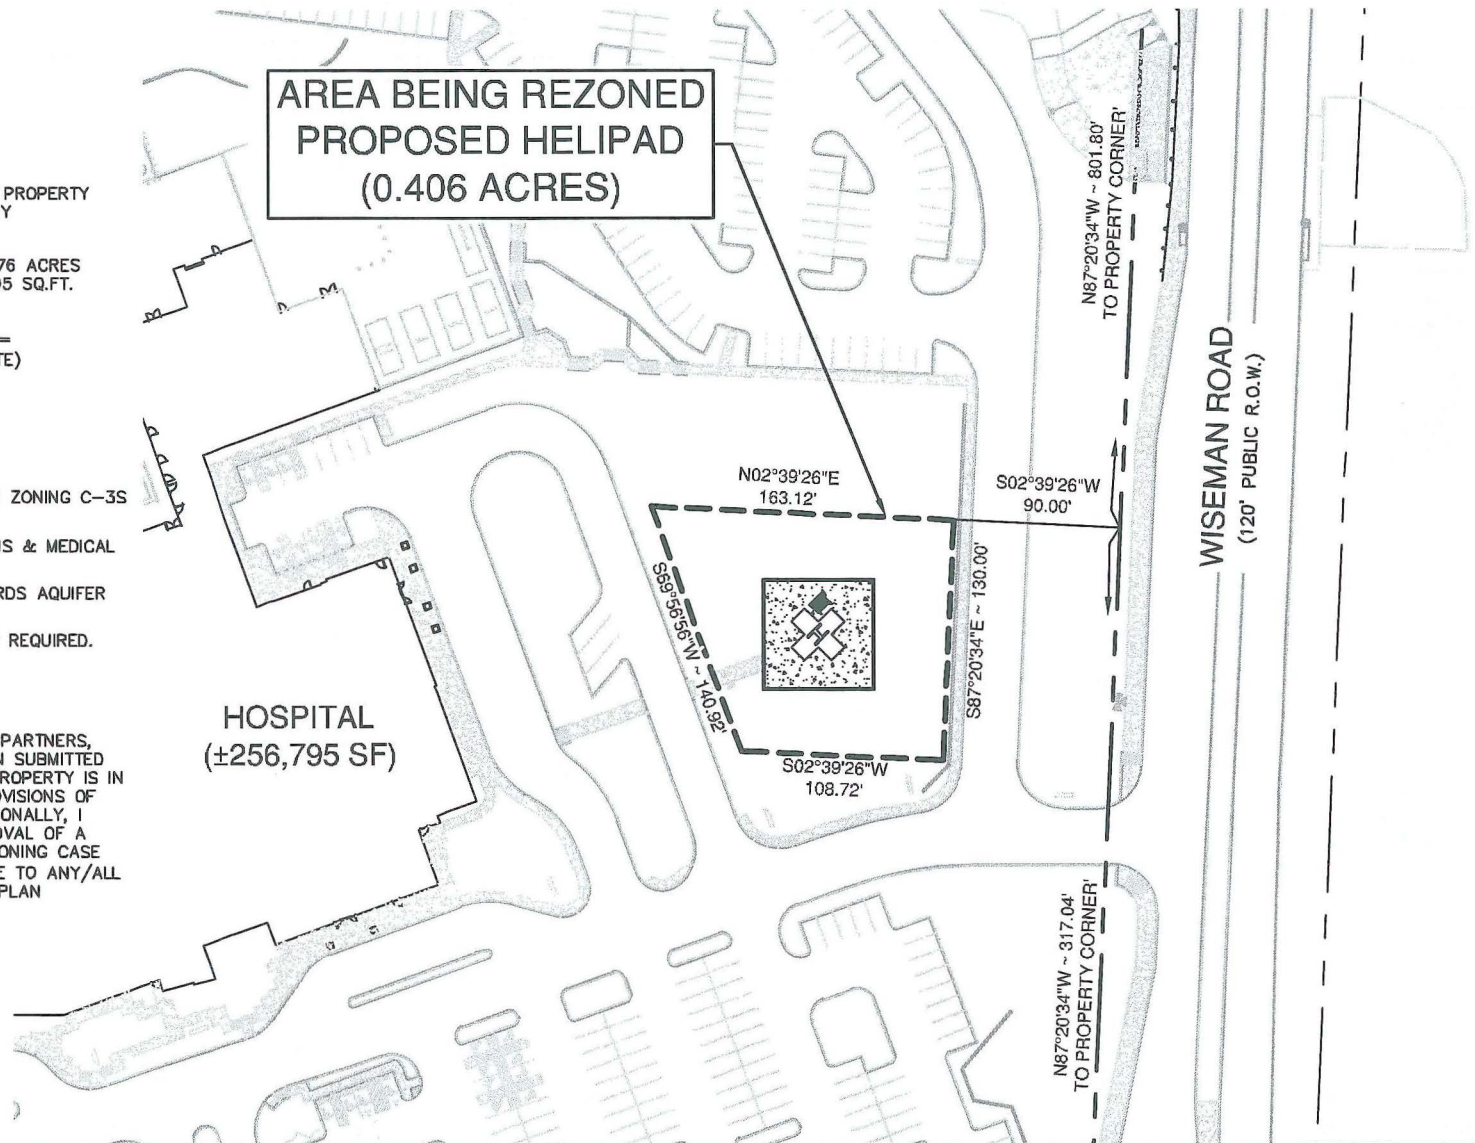 AREA BEING REZONED
PROPOSED HELIPAD
(0.406 ACRES)
PROPERTY
Y
76 ACRES
SQ.FT.
ZONING C-3S
& MEDICAL
AQUIFER
REQUIRED.
PARTNERS,
SUBMITTED
PROPERTY IS IN
OF
I
OF A
CASE
TO ANY/ALL
PLAN
HOSPITAL
(±256,795 SF)
N02°39'26"E
163.12'
S69°56'56"W ~ 140.92'
S87°20'34"E ~ 130.00'
S02°39'26"W
108.72'
S02°39'26"W
90.00'
N87°20'34"W ~ 801.80'
TO PROPERTY CORNER'
WISEMAN ROAD
(120' PUBLIC R.O.W.)
N87°20'34"W ~ 317.04'
TO PROPERTY CORNER'
H